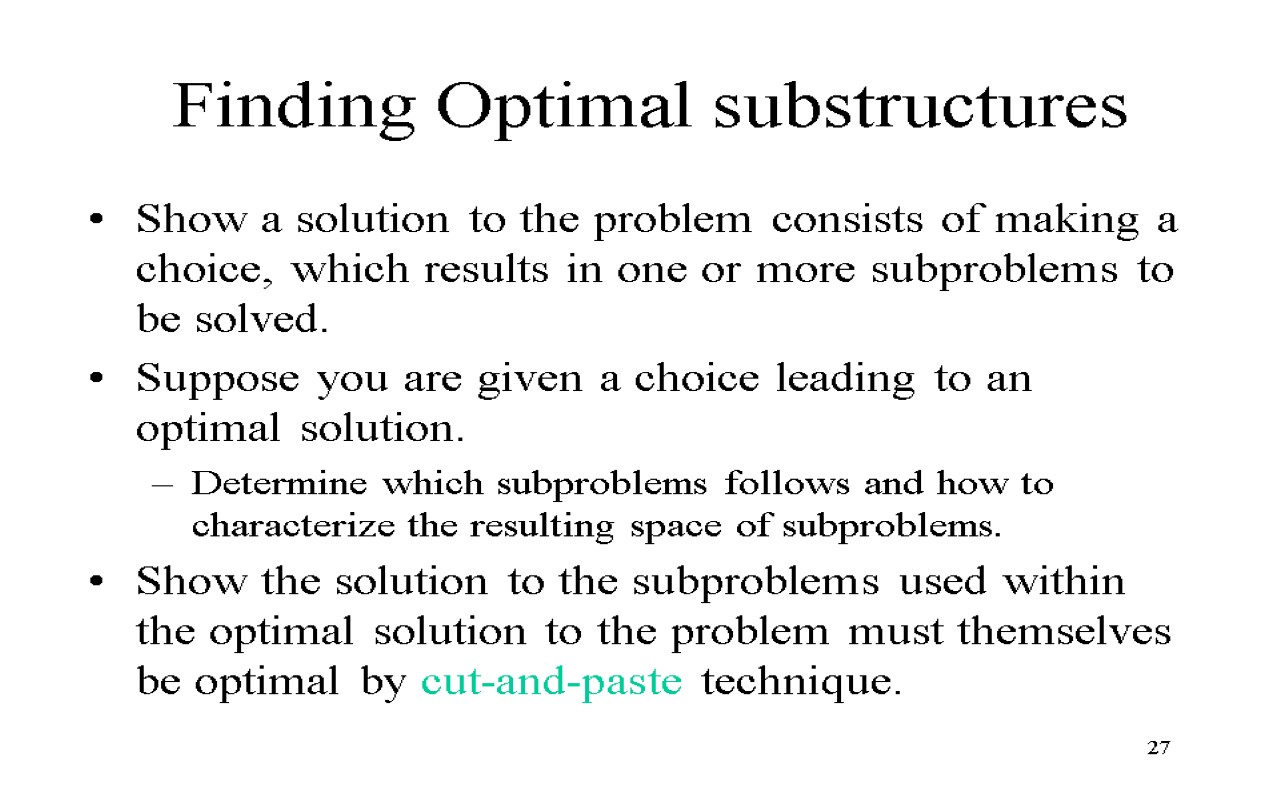 Finding Optimal substructures
• Show a solution to the problem consists of making a
choice, which results in one or more subproblems to
be solved.
• Suppose you are given a choice leading to an
optimal solution.
– Determine which subproblems follows and how to
characterize the resulting space of subproblems.
• Show the solution to the subproblems used within
the optimal solution to the problem must themselves
be optimal by cut-and-paste technique.
27